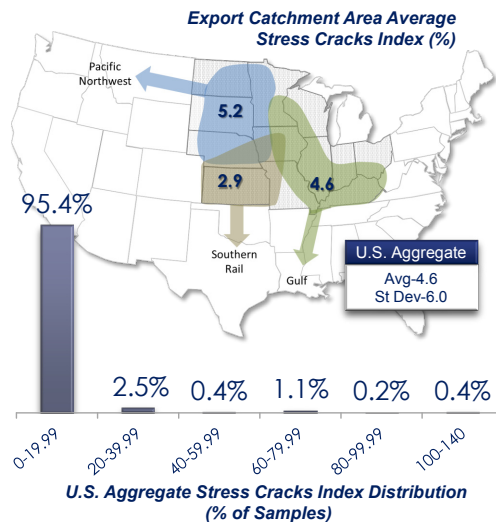 Export Catchment Area Average
Stress Cracks Index (%)
Pacific
Northwest
5.2
2.9
4.6
95.4%
Southern
Rail
Gulf
U.S. Aggregate
Avg-4.6
St Dev-6.0
2.5%
0.4%
1.1%
0.2%
0.4%
0-19.99
20-39.99
40-59.99
60-79.99
80-99.99
100-140
U.S. Aggregate Stress Cracks Index Distribution
(% of Samples)